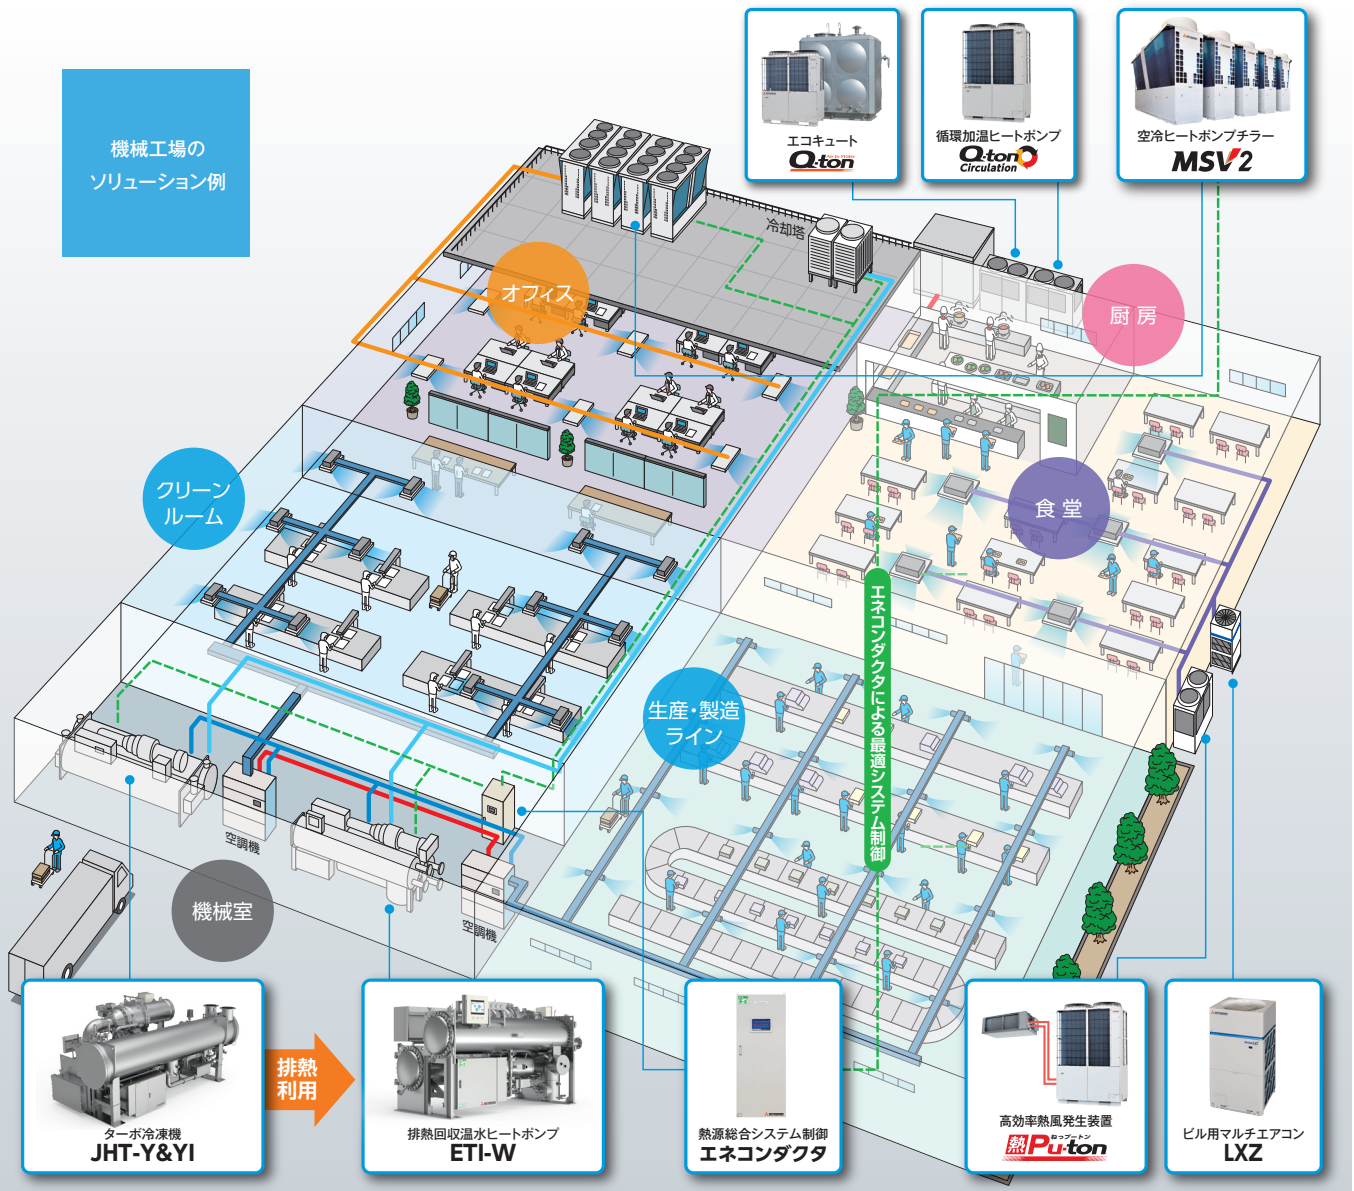 機械工場の
ソリューション例
エコキュート
Q-ton
循環加温ヒートポンプ
Q-ton
Circulation
空冷ヒートポンプチラー
MSV2
冷却塔
オフィス
厨房
クリーン
ルーム
食堂
生産・製造
ライン
エネコンダクタによる最適システム制御
空調機
空調機
機械室
ターボ冷凍機
JHT-Y&YI
排熱
利用
排熱回収温水ヒートポンプ
ETI-W
熱源総合システム制御
エネコンダクタ
高効率熱風発生装置
ねっプートン
熱Pu-ton
ビル用マルチエアコン
LXZ